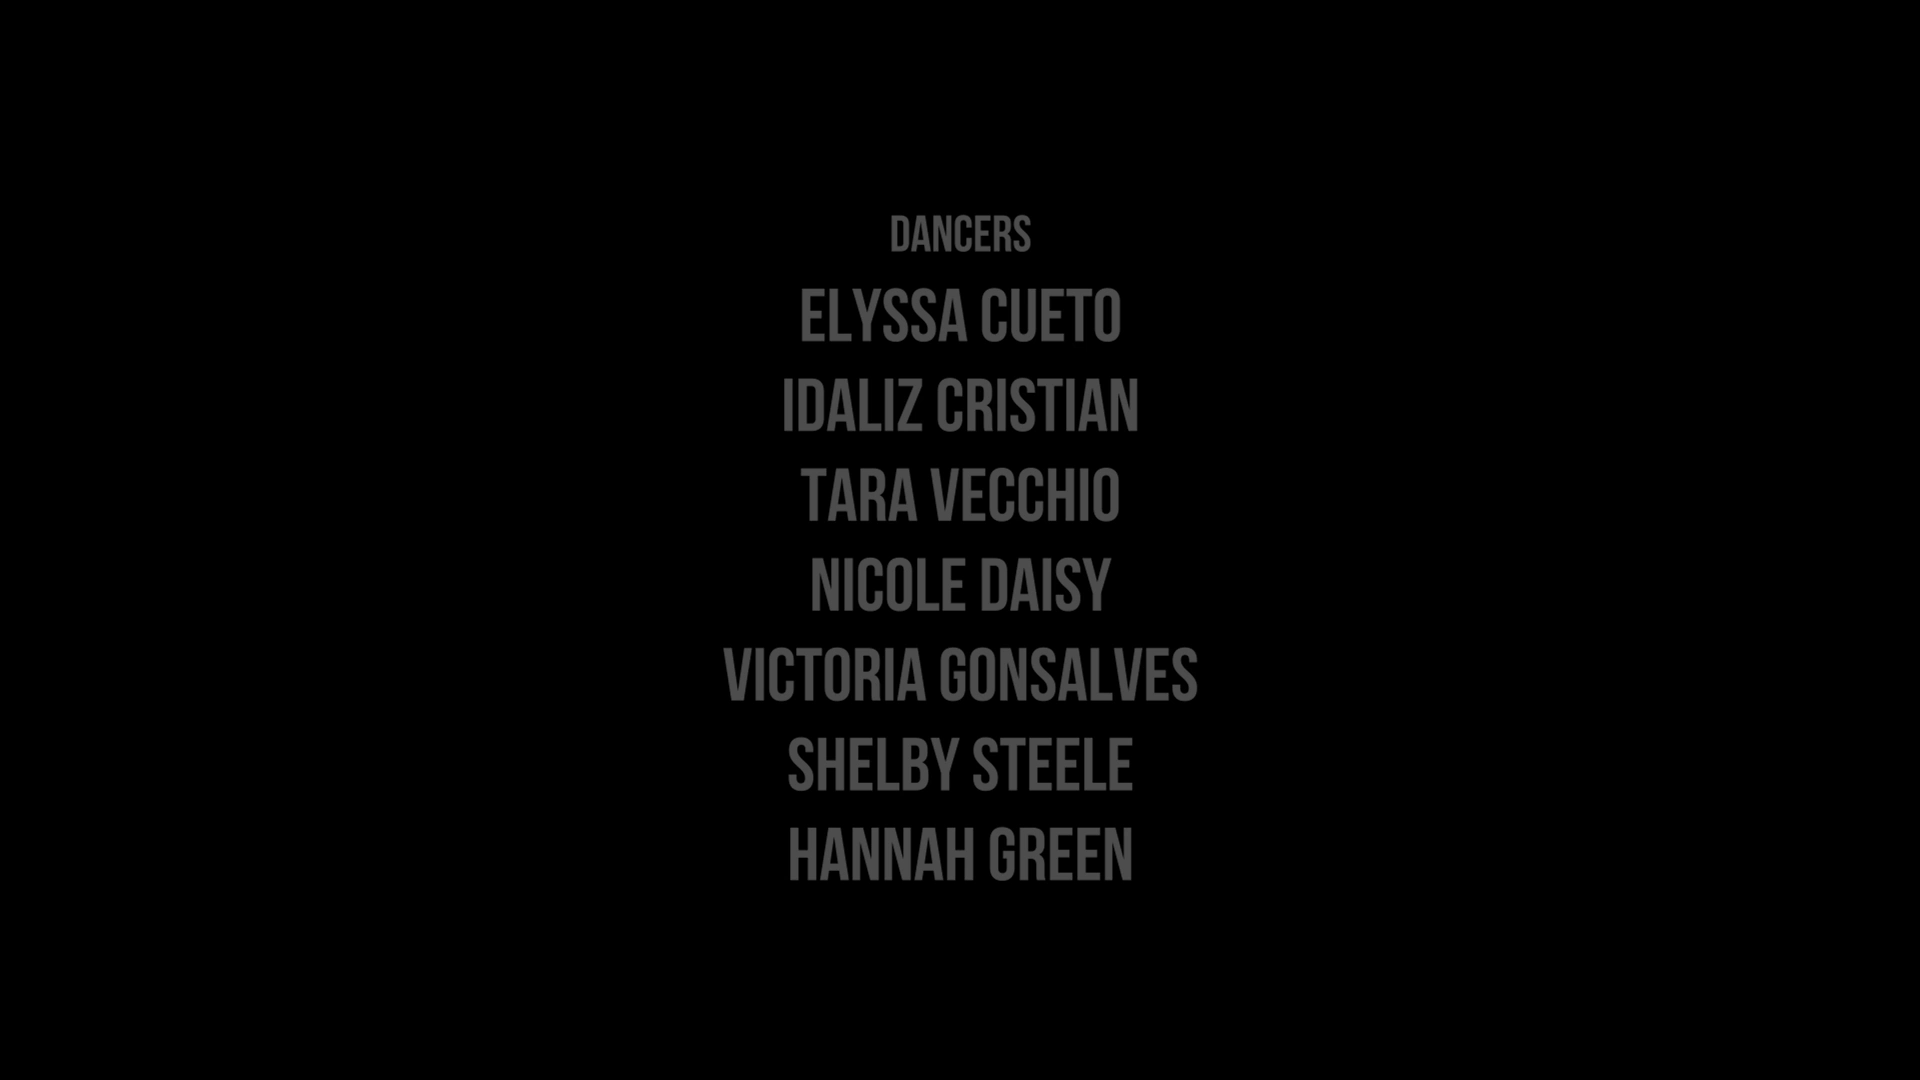 DANCERS
ELYSSA CUETO
IDALIZ CRISTIAN
TARA VECCHIO
NICOLE DAISY
VICTORIA GONSALVES
SHELBY STEELE
HANNAH GREEN